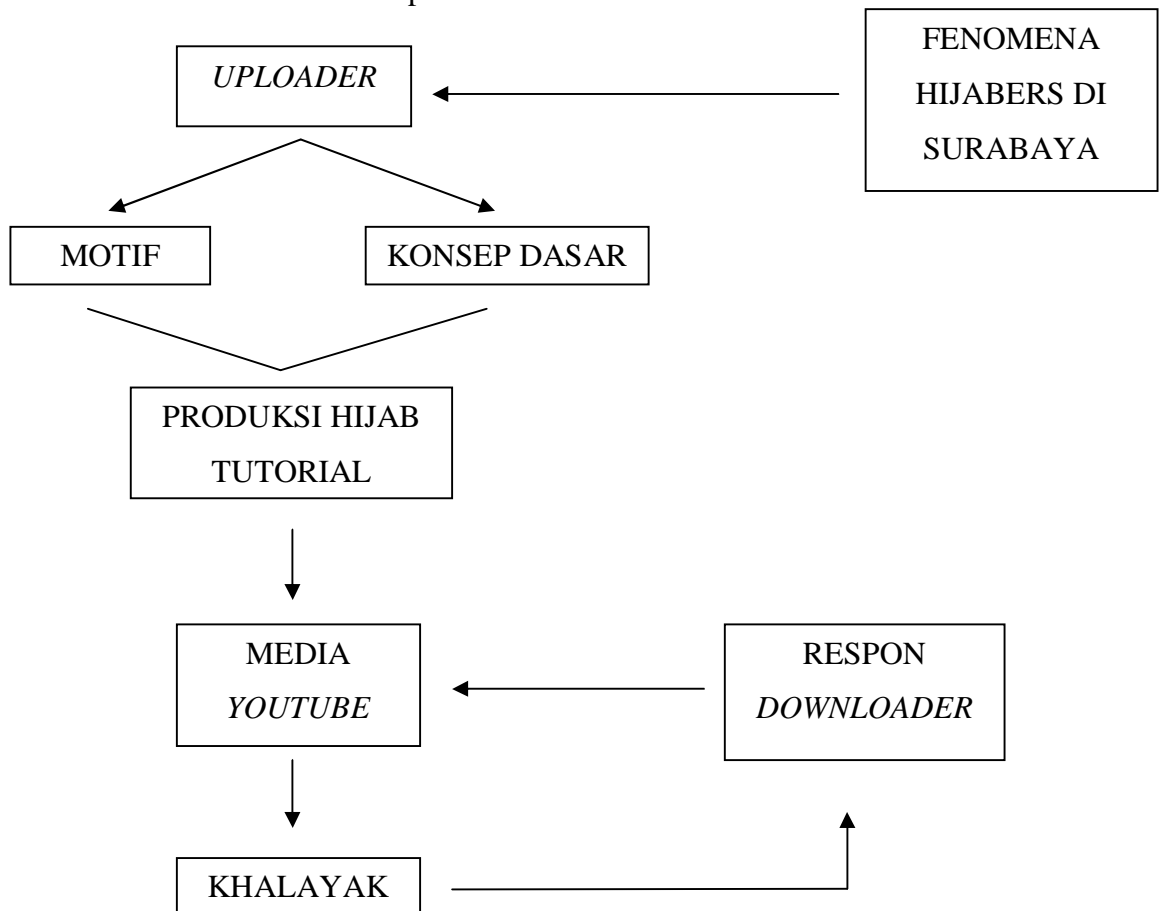 FENOMENA
HIJABERS DI
SURABAYA
UPLOADER
MOTIF
KONSEP DASAR
PRODUKSI HIJAB
TUTORIAL
MEDIA
YOUTUBE
RESPON
DOWNLOADER
KHALAYAK